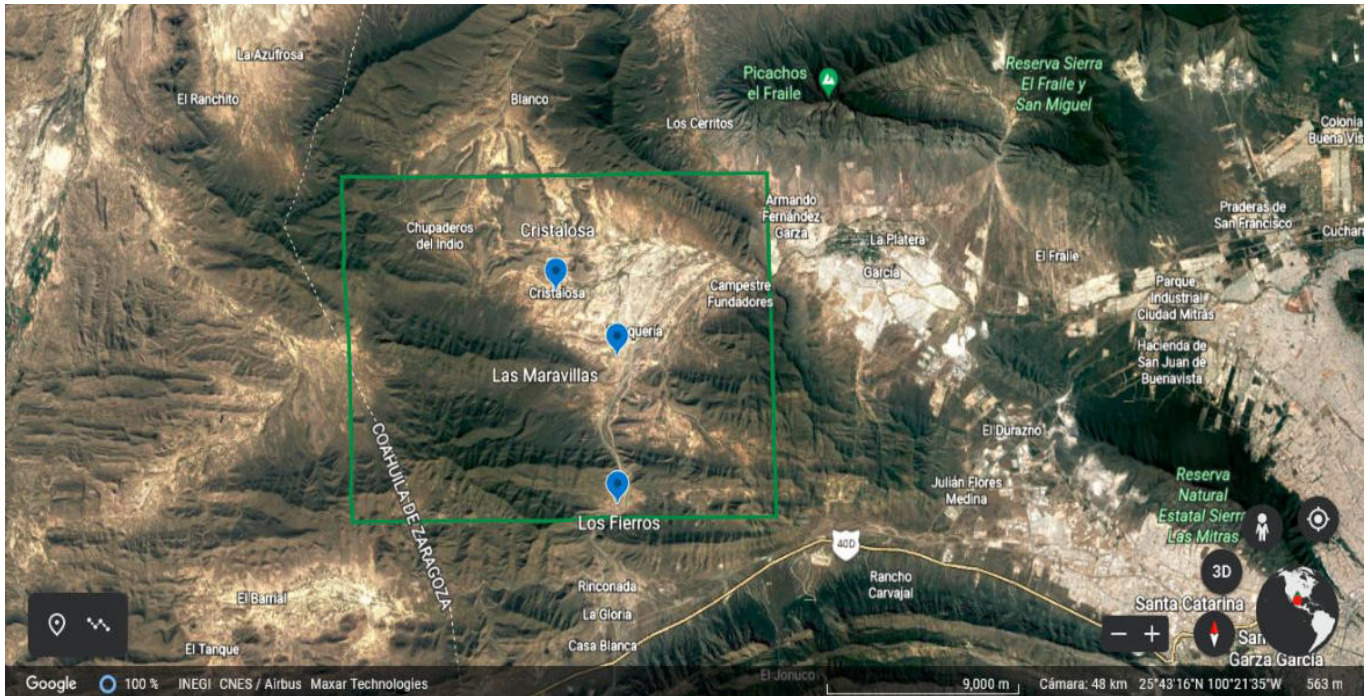 La Azufrosa
El Ranchito
Blanco
Picachos
el Fraile
Los Cerritos
Reserva Sierra
El Fraile y
San Miguel
Colonia
Buena Vis
Chupaderos
del Indio
Cristalosa
Cristalosa
Armando
Fernández
Garza
La Platera
García
Praderas de
San Francisco
Cuchar
El Fraile
Campestre
Fundadores
Parque
Industrial
Ciudad Mitras
quería
Hacienda de
San Juan de
Buenavista
Las Maravillas
COAHUILA DE ZARAGOZA
El Durazno
Julián Flores
Medina
Reserva
Natural
Estatal Sierra
Las Mitras
Los Fierros
40D
Rinconada
La Gloria
Casa Blanca
Rancho
Carvajal
El Barrial
El Tanque
3D
Santa Catarina
San
Garza García
El Jonuco
Google 100 % INEGI CNES / Airbus Maxar Technologies 9,000 m Cámara: 48 km 25°43'16"N 100°21'35"W 563 m